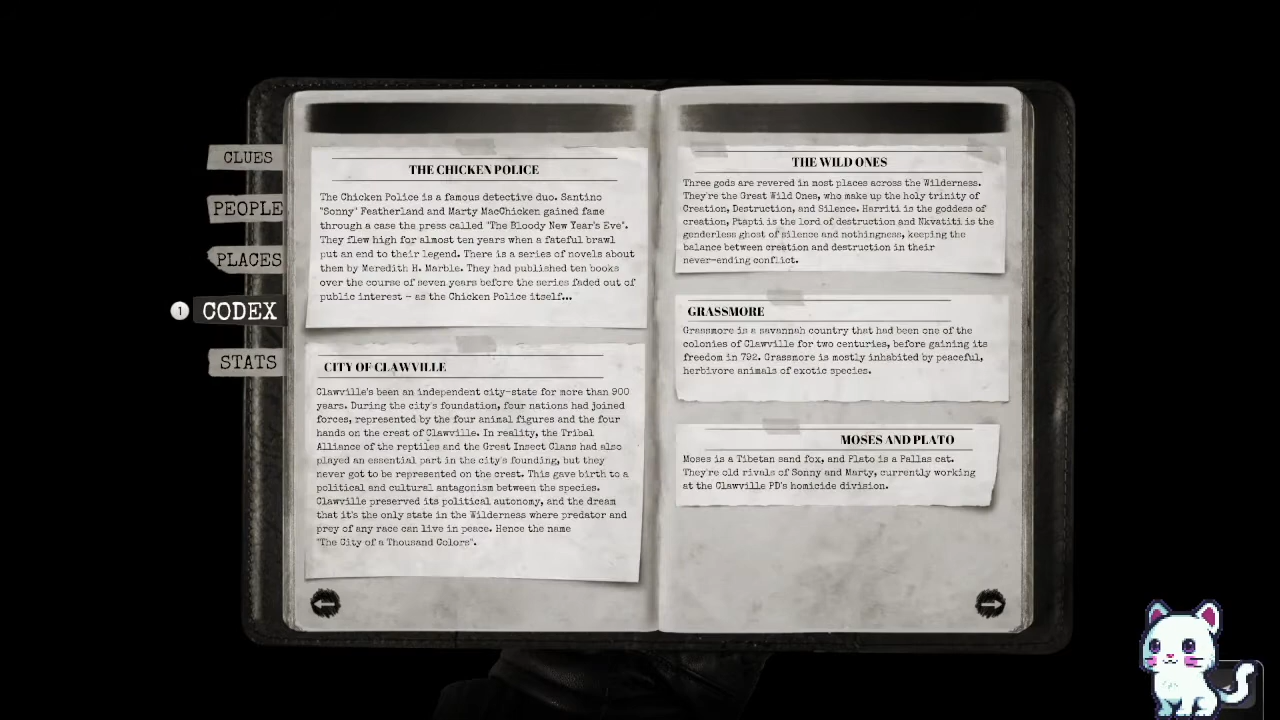 CLUES
PEOPLE
PLACES
1
CODEX
STATS
THE CHICKEN POLICE
The Chicken Police is a famous detective duo. Santino
"Sonny" Featherland and Marty MacChicken gained fame
through a case the press called "The Bloody New Year's Eve".
They flew high for almost ten years when a fateful brawl
put an end to their legend. There is a series of novels about
them by Meredith H. Marble. They had published ten books
over the course of seven years before the series faded out of
public interest - as the Chicken Police itself...
CITY OF CLAWVILLE
Clawville's been an independent city-state for more than 900
years. During the city's foundation, four nations had joined
forces, represented by the four animal figures and the four
hands on the crest of Clawville. In reality, the Tribal
Alliance of the reptiles and the Great Insect Clans had also
played an essential part in the city's founding, but they
never got to be represented on the crest. This gave birth to a
political and cultural antagonism between the species.
Clawville preserved its political autonomy, and the dream
that it's the only state in the Wilderness where predator and
prey of any race can live in peace. Hence the name
"The City of a Thousand Colors".
THE WILD ONES
Three gods are revered in most places across the Wilderness.
They're the Great Wild Ones, who make up the holy trinity of
Creation, Destruction, and Silence. Harriti is the goddess of
creation, Ptapti is the lord of destruction and Nkvatiti is the
genderless ghost of silence and nothingness, keeping the
balance between creation and destruction in their
never-ending conflict.
GRASSMORE
Grassmore is a savannah country that had been one of the
colonies of Clawville for two centuries, before gaining its
freedom in 792. Grassmore is mostly inhabited by peaceful,
herbivore animals of exotic species.
MOSES AND PLATO
Moses is a Tibetan sand fox, and Plato is a Pallas cat.
They're old rivals of Sonny and Marty, currently working
at the Clawville PD's homicide division.